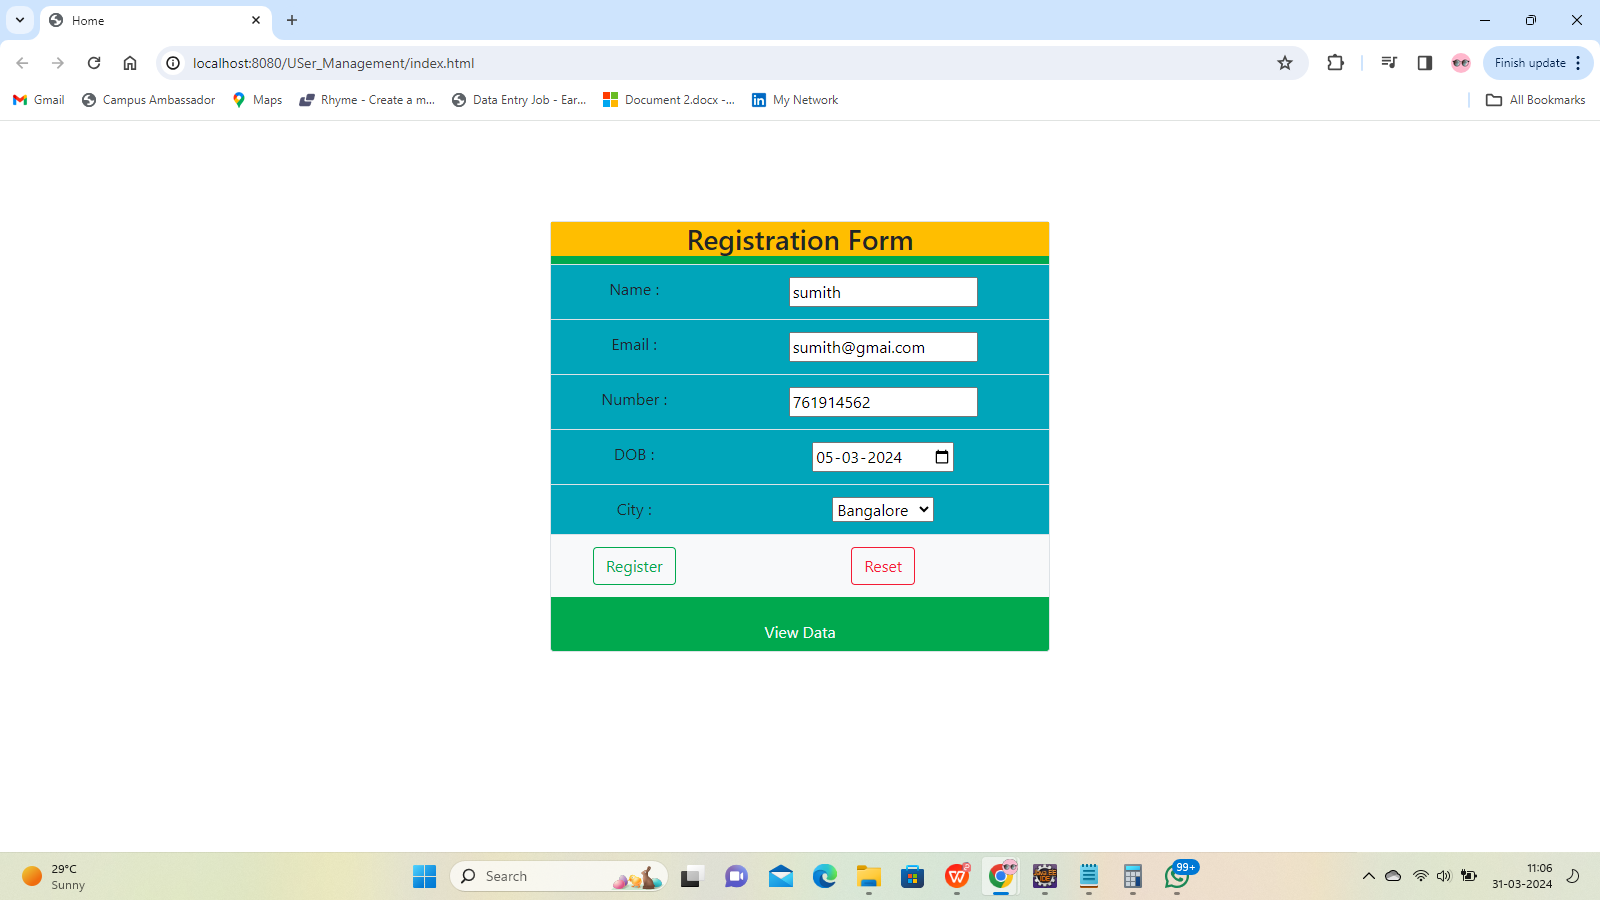 Home
localhost:8080/USer_Management/index.html
Finish update
Gmail Campus Ambassador Maps Rhyme - Create a m... Data Entry Job - Ear... Document 2.docx -... My Network All Bookmarks
Registration Form
Name : sumith
Email : sumith@gmai.com
Number : 761914562
DOB : 05-03-2024
City : Bangalore
Register Reset
View Data
29°C
Sunny
Search
99+
11:06
31-03-2024